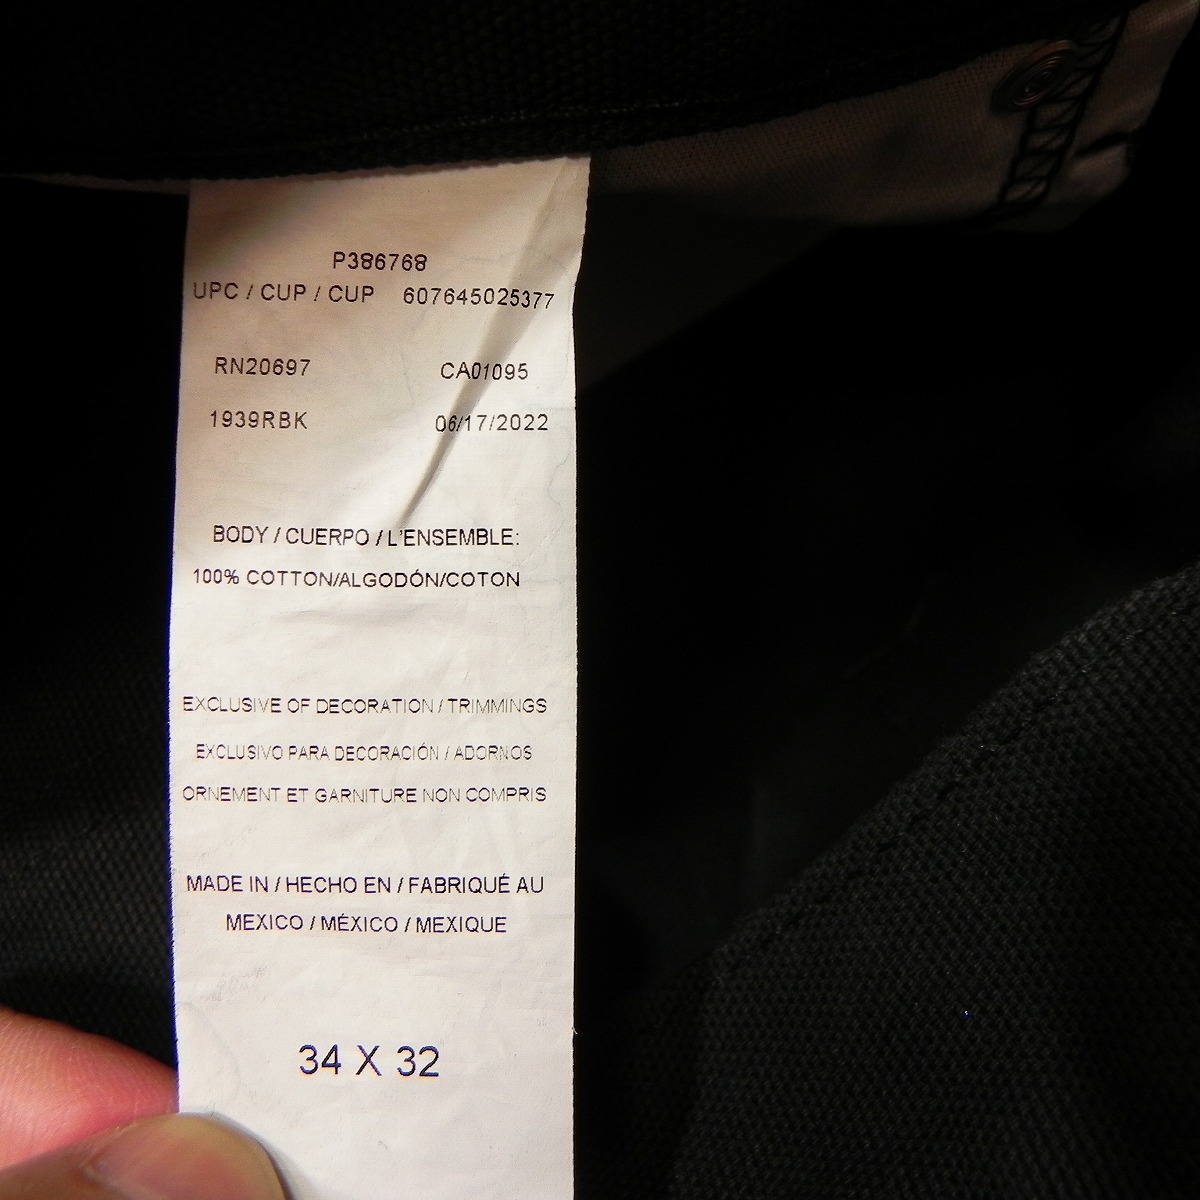 P386768
UPC / CUP / CUP 607645025377
RN20697 CA01095
1939RBK 06/17/2022
BODY / CUERPO / L'ENSEMBLE:
100% COTTON/ALGODÓN/COTON
EXCLUSIVE OF DECORATION / TRIMMINGS
EXCLUSIVO PARA DECORACIÓN / ADORNOS
ORNEMENT ET GARNITURE NON COMPRIS
MADE IN / HECHO EN / FABRIQUÉ AU
MEXICO / MÉXICO / MEXIQUE
34 X 32